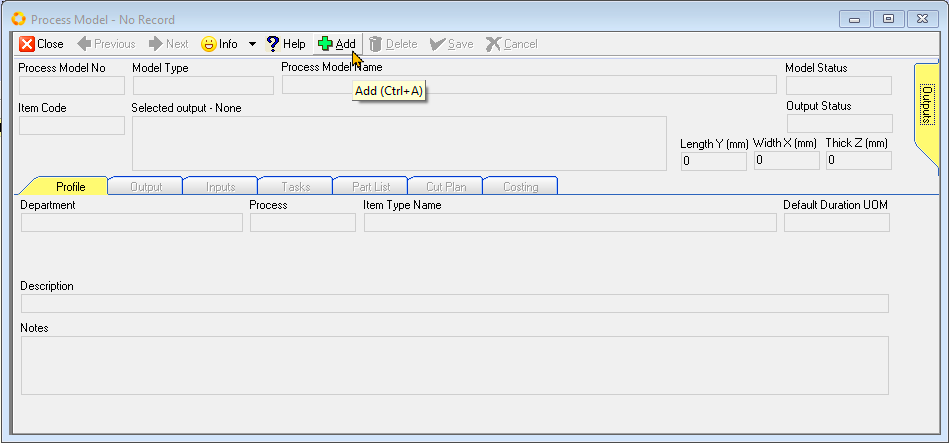 Process Model - No Record
Close Previous Next Info Help Add Delete Save Cancel
Process Model No Model Type Process Model Name Model Status
Add (Ctrl+A)
Item Code Selected output - None Output Status
Outputs
Length Y (mm) Width X (mm) Thick Z (mm)
0 0 0
Profile Output Inputs Tasks Part List Cut Plan Costing
Department Process Item Type Name Default Duration UOM
Description
Notes